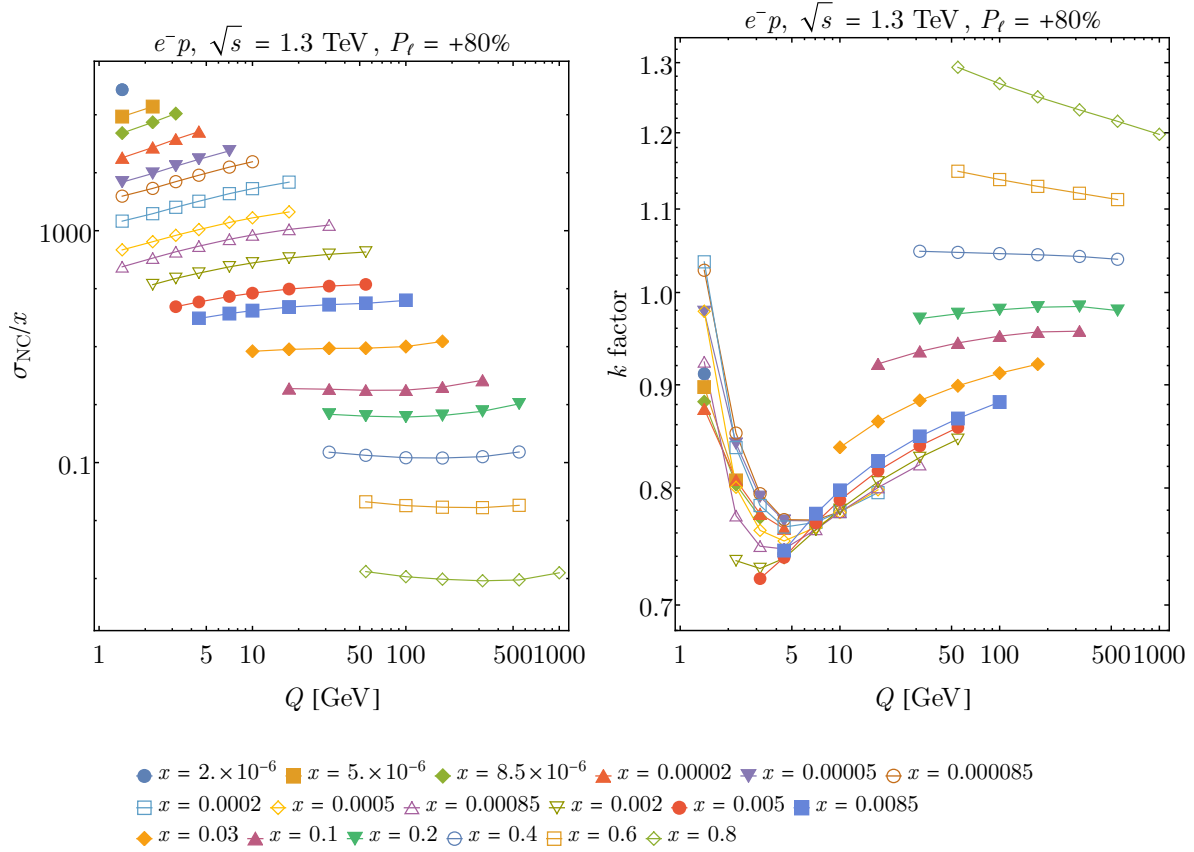 e⁻p, √s = 1.3 TeV, P_ℓ = +80%
1000
0.1
σ_NC/x
1 5 10 50 100 500 1000
Q [GeV]
e⁻p, √s = 1.3 TeV, P_ℓ = +80%
1.3
1.2
1.1
1.0
0.9
0.8
0.7
k factor
1 5 10 50 100 500 1000
Q [GeV]
x = 2.×10⁻⁶ x = 5.×10⁻⁶ x = 8.5×10⁻⁶ x = 0.00002 x = 0.00005 x = 0.000085
x = 0.0002 x = 0.0005 x = 0.00085 x = 0.002 x = 0.005 x = 0.0085
x = 0.03 x = 0.1 x = 0.2 x = 0.4 x = 0.6 x = 0.8